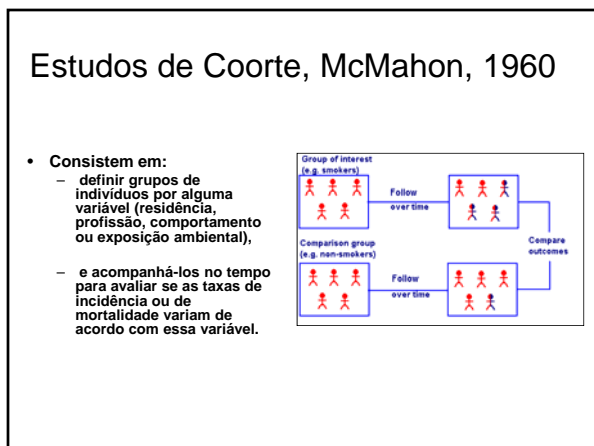 Estudos de Coorte, McMahon, 1960
• Consistem em:
– definir grupos de
indivíduos por alguma
variável (residência,
profissão, comportamento
ou exposição ambiental),
– e acompanhá-los no tempo
para avaliar se as taxas de
incidência ou de
mortalidade variam de
acordo com essa variável.
Group of interest
(e.g. smokers)
Follow
over time
Compare
outcomes
Comparison group
(e.g. non-smokers)
Follow
over time